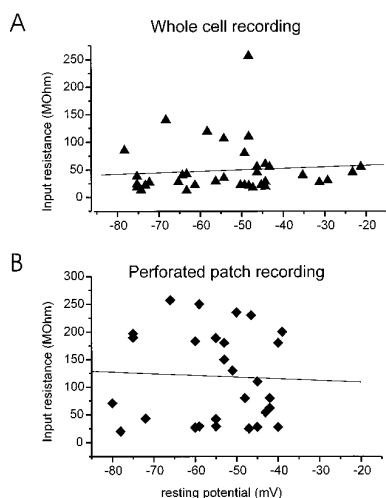 A
Whole cell recording
Input resistance (MOhm)
250
200
150
100
50
0
-80 -70 -60 -50 -40 -30 -20
B
Perforated patch recording
Input resistance (MOhm)
300
250
200
150
100
50
0
-80 -70 -60 -50 -40 -30 -20
resting potential (mV)